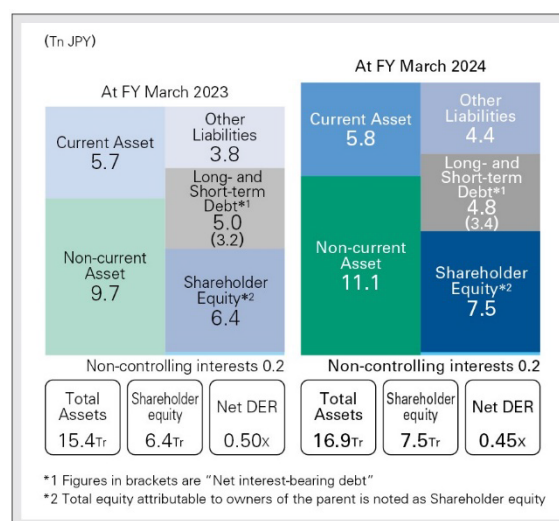 (Tn JPY)
At FY March 2023
Current Asset
5.7
Other
Liabilities
3.8
Long- and
Short-term
Debt*1
5.0
(3.2)
Non-current
Asset
9.7
Shareholder
Equity*2
6.4
Non-controlling interests 0.2
Total
Assets
15.4Tr
Shareholder
equity
6.4Tr
Net DER
0.50x
At FY March 2024
Current Asset
5.8
Other
Liabilities
4.4
Long- and
Short-term
Debt*1
4.8
(3.4)
Non-current
Asset
11.1
Shareholder
Equity*2
7.5
Non-controlling interests 0.2
Total
Assets
16.9Tr
Shareholder
equity
7.5Tr
Net DER
0.45x
*1 Figures in brackets are “Net interest-bearing debt”
*2 Total equity attributable to owners of the parent is noted as Shareholder equity